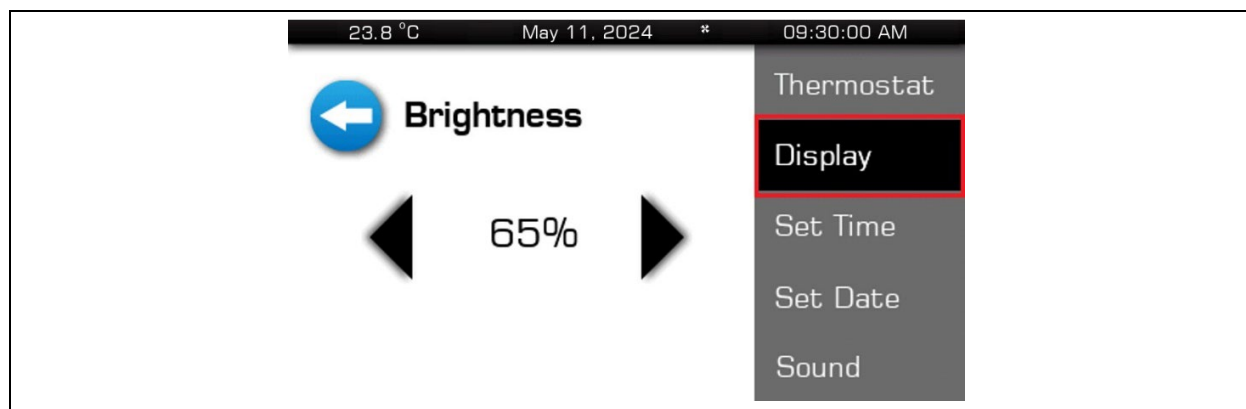 23.8 °C May 11, 2024 * 09:30:00 AM
Brightness
65%
Thermostat
Display
Set Time
Set Date
Sound